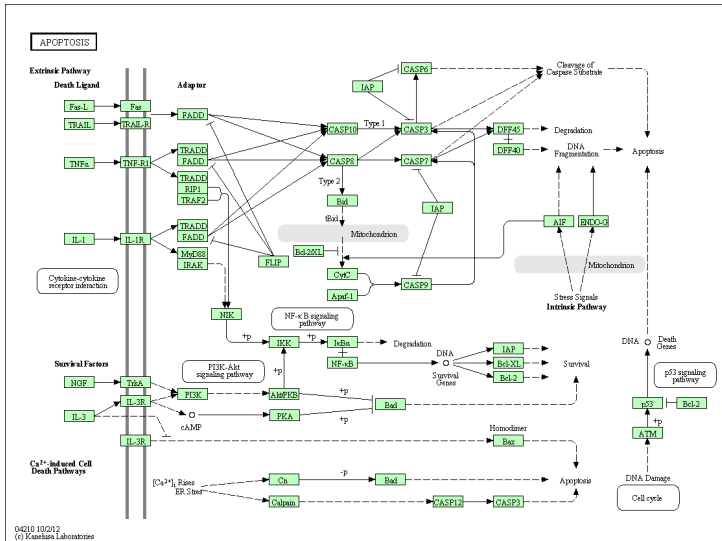 APOPTOSIS
Extrinsic Pathway
Death Ligand
Adaptor
Fas-L
Fas
FADD
TRAIL
TRAIL-R
TNFα
TNF-R1
TRADD
FADD
TRADD
RIP1
TRAF2
IL-1
IL-1R
TRADD
FADD
MyD88
IRAK
FLIP
Cytokine-cytokine
receptor interaction
CASP10
Type 1
CASP3
CASP6
IAP
CASP8
CASP7
Type 2
Bid
tBid
Mitochondrion
Bcl-2/XL
CytC
Apaf-1
CASP9
IAP
Cleavage of
Caspase Substrate
DFF45
Degradation
DFF40
DNA
Fragmentation
Apoptosis
AIF
ENDO-G
Mitochondrion
Stress Signals
Intrinsic Pathway
NIK
NF-κ B signaling
pathway
+p
IKK
+p
IκBα
Degradation
NF-κB
DNA
Survival
Genes
IAP
Bcl-XL
Bcl-2
Survival
DNA
Death
Genes
p53 signaling
pathway
p53
Bcl-2
+p
ATM
DNA Damage
Cell cycle
Survival Factors
PI3K-Akt
signaling pathway
+p
NGF
TrkA
PI3K
Akt/PKB
+p
IL-3
IL-3R
cAMP
PKA
+p
Bad
IL-3R
Homodimer
Bax
Ca2+-induced Cell
Death Pathways
[Ca2+]i Rises
ER Stres
Cn
-p
Bad
Apoptosis
Calpain
CASP12
CASP3
04210 10/2/12
(c) Kanehisa Laboratories